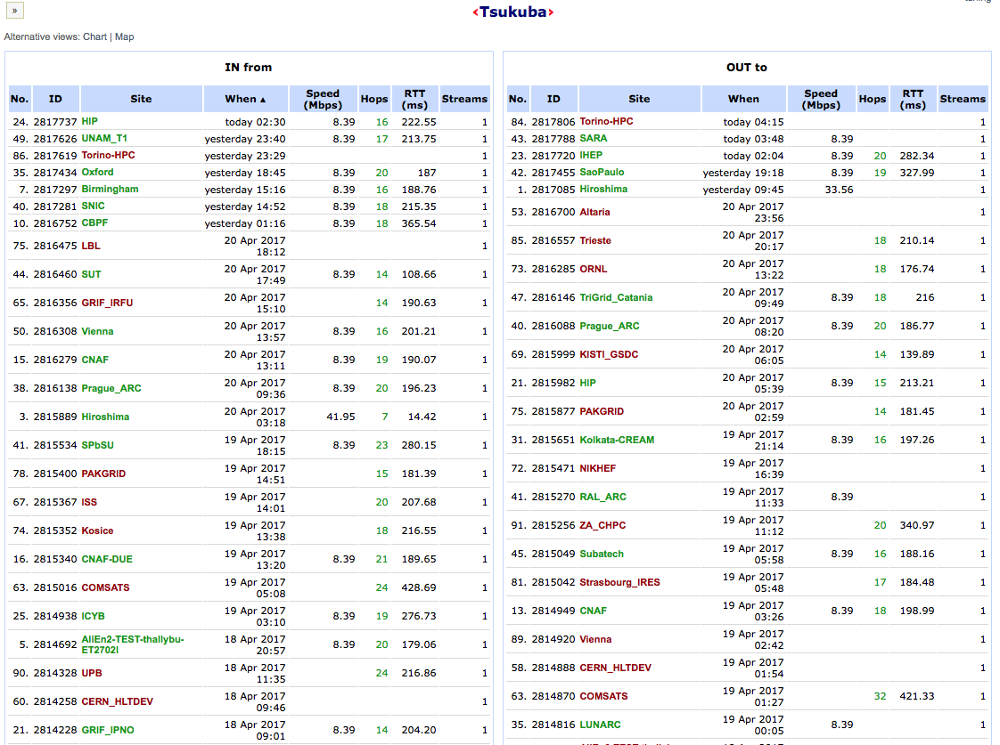 »
‹Tsukuba›
Alternative views: Chart | Map
IN from
No. ID Site When ▲ Speed (Mbps) Hops RTT (ms) Streams
24. 2817737 HIP today 02:30 8.39 16 222.55 1
49. 2817626 UNAM_T1 yesterday 23:40 8.39 17 213.75 1
86. 2817619 Torino-HPC yesterday 23:29 1
35. 2817434 Oxford yesterday 18:45 8.39 20 187 1
7. 2817297 Birmingham yesterday 15:16 8.39 16 188.76 1
40. 2817281 SNIC yesterday 14:52 8.39 18 215.35 1
10. 2816752 CBPF yesterday 01:16 8.39 18 365.54 1
75. 2816475 LBL 20 Apr 2017 18:12 1
44. 2816460 SUT 20 Apr 2017 17:49 8.39 14 108.66 1
65. 2816356 GRIF_IRFU 20 Apr 2017 15:10 14 190.63 1
50. 2816308 Vienna 20 Apr 2017 13:57 8.39 16 201.21 1
15. 2816279 CNAF 20 Apr 2017 13:11 8.39 19 190.07 1
38. 2816138 Prague_ARC 20 Apr 2017 09:36 8.39 20 196.23 1
3. 2815889 Hiroshima 20 Apr 2017 03:18 41.95 7 14.42 1
41. 2815534 SPbSU 19 Apr 2017 18:15 8.39 23 280.15 1
78. 2815400 PAKGRID 19 Apr 2017 14:51 15 181.39 1
67. 2815367 ISS 19 Apr 2017 14:01 20 207.68 1
74. 2815352 Kosice 19 Apr 2017 13:38 18 216.55 1
16. 2815340 CNAF-DUE 19 Apr 2017 13:20 8.39 21 189.65 1
63. 2815016 COMSATS 19 Apr 2017 05:08 24 428.69 1
25. 2814938 ICYB 19 Apr 2017 03:10 8.39 19 276.73 1
5. 2814692 AliEn2-TEST-thallybu-ET2702I 18 Apr 2017 20:57 8.39 20 179.06 1
90. 2814328 UPB 18 Apr 2017 11:35 24 216.86 1
60. 2814258 CERN_HLTDEV 18 Apr 2017 09:46 1
21. 2814228 GRIF_IPNO 18 Apr 2017 09:01 8.39 14 204.20 1
OUT to
No. ID Site When Speed (Mbps) Hops RTT (ms) Streams
84. 2817806 Torino-HPC today 04:15 1
43. 2817788 SARA today 03:48 8.39 1
23. 2817720 IHEP today 02:04 8.39 20 282.34 1
42. 2817455 SaoPaulo yesterday 19:18 8.39 19 327.99 1
1. 2817085 Hiroshima yesterday 09:45 33.56 1
53. 2816700 Altaria 20 Apr 2017 23:56 1
85. 2816557 Trieste 20 Apr 2017 20:17 18 210.14 1
73. 2816285 ORNL 20 Apr 2017 13:22 18 176.74 1
47. 2816146 TriGrid_Catania 20 Apr 2017 09:49 8.39 18 216 1
40. 2816088 Prague_ARC 20 Apr 2017 08:20 8.39 20 186.77 1
69. 2815999 KISTI_GSDC 20 Apr 2017 06:05 14 139.89 1
21. 2815982 HIP 20 Apr 2017 05:39 8.39 15 213.21 1
75. 2815877 PAKGRID 20 Apr 2017 02:59 14 181.45 1
31. 2815651 Kolkata-CREAM 19 Apr 2017 21:14 8.39 16 197.26 1
72. 2815471 NIKHEF 19 Apr 2017 16:39 1
41. 2815270 RAL_ARC 19 Apr 2017 11:33 8.39 1
91. 2815256 ZA_CHPC 19 Apr 2017 11:12 20 340.97 1
45. 2815049 Subatech 19 Apr 2017 05:58 8.39 16 188.16 1
81. 2815042 Strasbourg_IRES 19 Apr 2017 05:48 17 184.48 1
13. 2814949 CNAF 19 Apr 2017 03:26 8.39 18 198.99 1
89. 2814920 Vienna 19 Apr 2017 02:42 1
58. 2814888 CERN_HLTDEV 19 Apr 2017 01:54 1
63. 2814870 COMSATS 19 Apr 2017 01:27 32 421.33 1
35. 2814816 LUNARC 19 Apr 2017 00:05 8.39 1